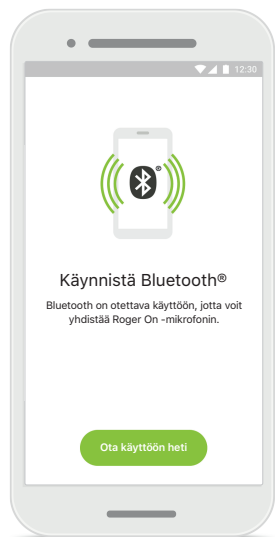 12:30
®
Käynnistä Bluetooth®
Bluetooth on otettava käyttöön, jotta voit
yhdistää Roger On -mikrofonin.
Ota käyttöön heti